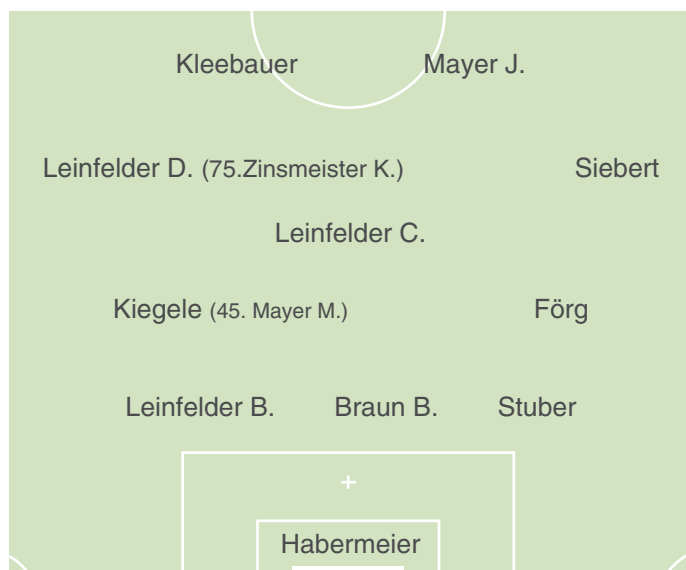 Kleebauer Mayer J.
Leinfelder D. (75.Zinsmeister K.) Siebert
Leinfelder C.
Kiegele (45. Mayer M.) Förg
Leinfelder B. Braun B. Stuber
Habermeier